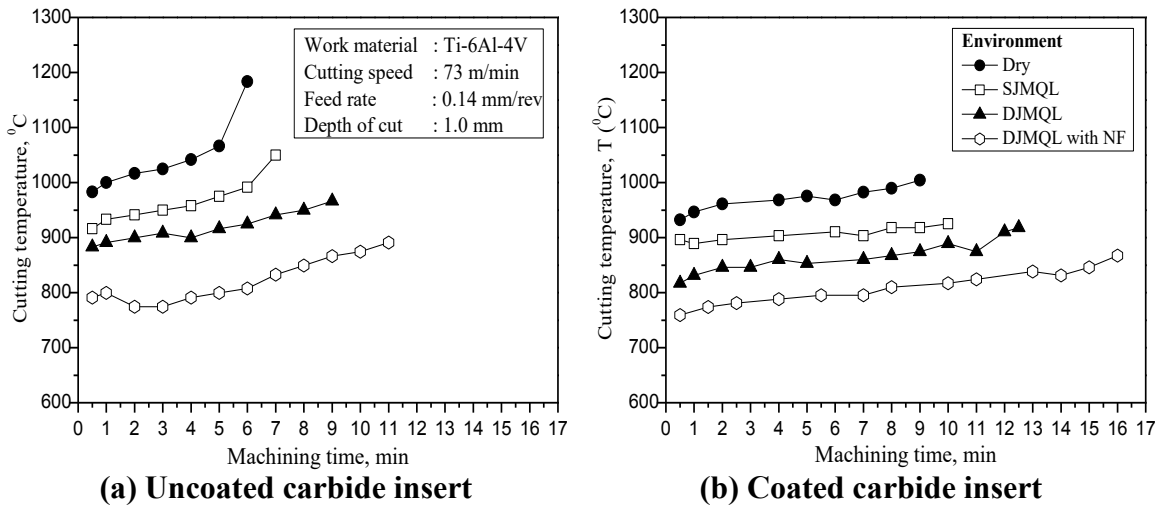 1300
1200
1100
1000
900
800
700
600
Cutting temperature, ⁰C
Work material : Ti-6Al-4V
Cutting speed : 73 m/min
Feed rate : 0.14 mm/rev
Depth of cut : 1.0 mm
0 1 2 3 4 5 6 7 8 9 10 11 12 13 14 15 16 17
Machining time, min
(a) Uncoated carbide insert
1300
1200
1100
1000
900
800
700
600
Cutting temperature, T (⁰C)
Environment
Dry
SJMQL
DJMQL
DJMQL with NF
0 1 2 3 4 5 6 7 8 9 10 11 12 13 14 15 16 17
Machining time, min
(b) Coated carbide insert